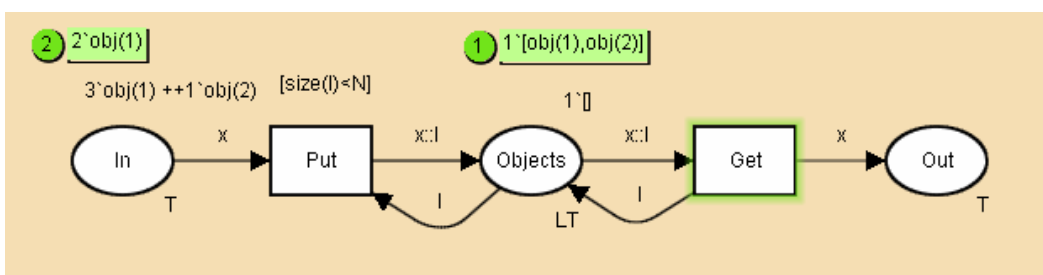 2 2`obj(1)
1 1`[obj(1),obj(2)]
3`obj(1) ++1`obj(2)
[size(l)<N]
1`[]
x
x::l
x::l
x
In
Put
Objects
Get
Out
l
l
T
LT
T